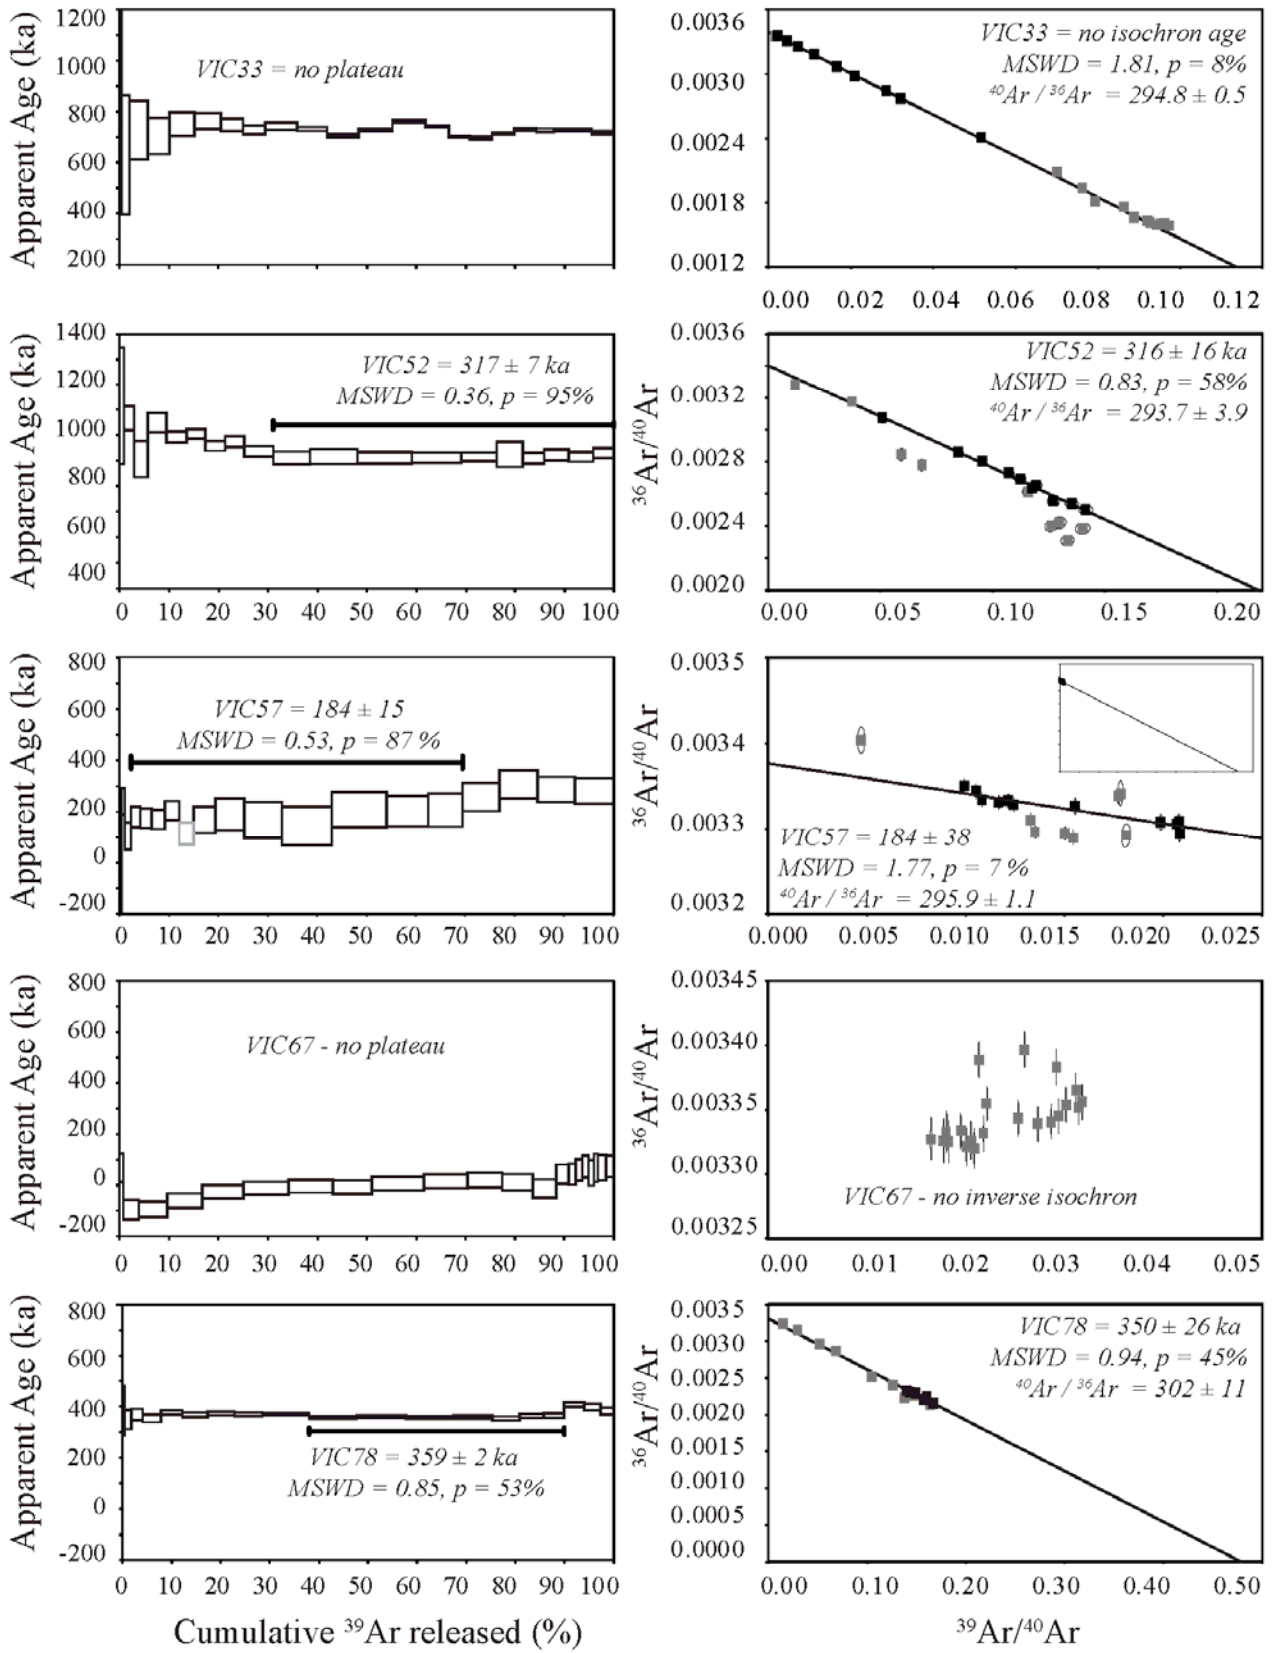 Apparent Age (ka)
1200
1000
800
600
400
200
VIC33 = no plateau
0.0036
0.0030
0.0024
0.0018
0.0012
VIC33 = no isochron age
MSWD = 1.81, p = 8%
⁴⁰Ar / ³⁶Ar = 294.8 ± 0.5
0.00 0.02 0.04 0.06 0.08 0.10 0.12
Apparent Age (ka)
1400
1200
1000
800
600
400
VIC52 = 317 ± 7 ka
MSWD = 0.36, p = 95%
0 10 20 30 40 50 60 70 80 90 100
³⁶Ar/⁴⁰Ar
0.0036
0.0032
0.0028
0.0024
0.0020
VIC52 = 316 ± 16 ka
MSWD = 0.83, p = 58%
⁴⁰Ar / ³⁶Ar = 293.7 ± 3.9
0.00 0.05 0.10 0.15 0.20
Apparent Age (ka)
800
600
400
200
0
-200
VIC57 = 184 ± 15
MSWD = 0.53, p = 87 %
0 10 20 30 40 50 60 70 80 90 100
³⁶Ar/⁴⁰Ar
0.0035
0.0034
0.0033
0.0032
VIC57 = 184 ± 38
MSWD = 1.77, p = 7 %
⁴⁰Ar / ³⁶Ar = 295.9 ± 1.1
0.000 0.005 0.010 0.015 0.020 0.025
Apparent Age (ka)
800
600
400
200
0
-200
VIC67 - no plateau
0 10 20 30 40 50 60 70 80 90 100
³⁶Ar/⁴⁰Ar
0.00345
0.00340
0.00335
0.00330
0.00325
VIC67 - no inverse isochron
0.00 0.01 0.02 0.03 0.04 0.05
Apparent Age (ka)
800
600
400
200
0
-200
VIC78 = 359 ± 2 ka
MSWD = 0.85, p = 53%
0 10 20 30 40 50 60 70 80 90 100
Cumulative ³⁹Ar released (%)
³⁶Ar/⁴⁰Ar
0.0035
0.0030
0.0025
0.0020
0.0015
0.0010
0.0005
0.0000
VIC78 = 350 ± 26 ka
MSWD = 0.94, p = 45%
⁴⁰Ar / ³⁶Ar = 302 ± 11
0.00 0.10 0.20 0.30 0.40 0.50
³⁹Ar/⁴⁰Ar